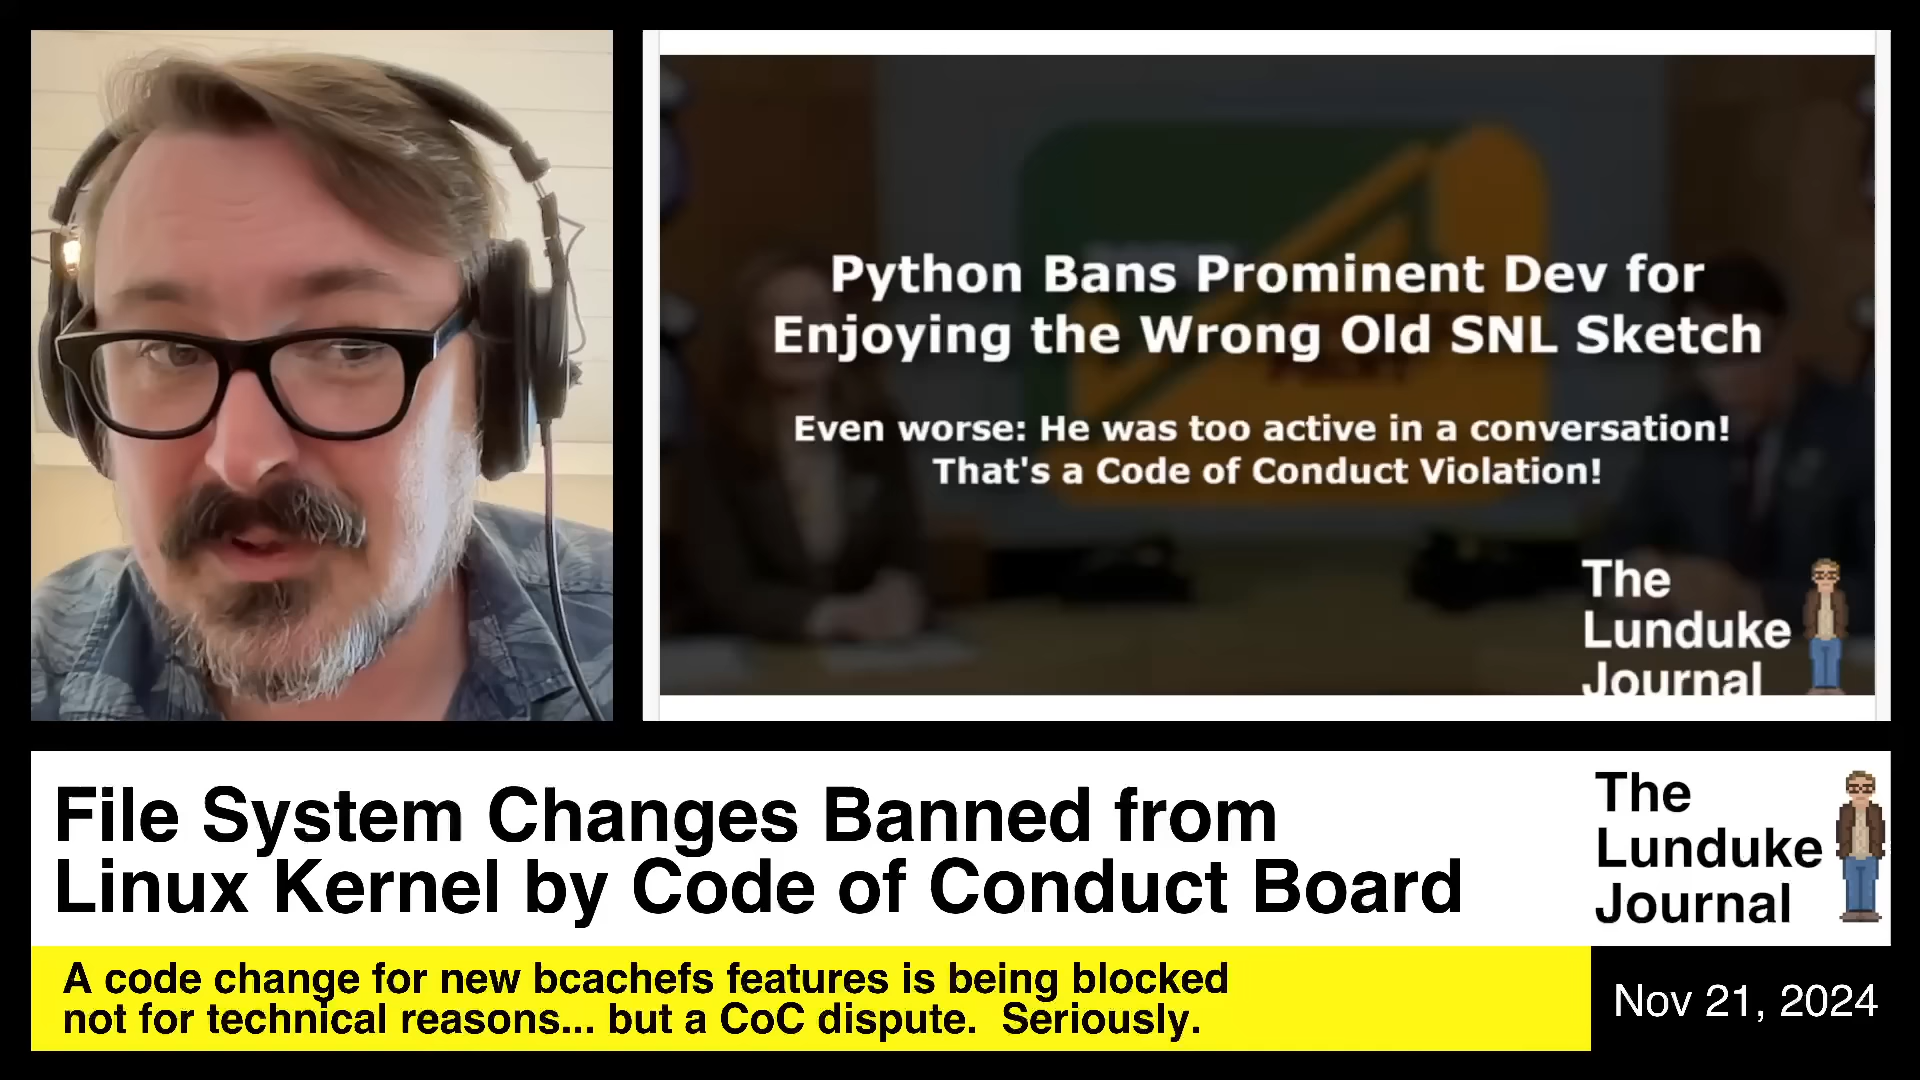 Python Bans Prominent Dev for
Enjoying the Wrong Old SNL Sketch
Even worse: He was too active in a conversation!
That's a Code of Conduct Violation!
The
Lunduke
Journal
File System Changes Banned from
Linux Kernel by Code of Conduct Board
The
Lunduke
Journal
A code change for new bcachefs features is being blocked
not for technical reasons... but a CoC dispute.  Seriously.
Nov 21, 2024